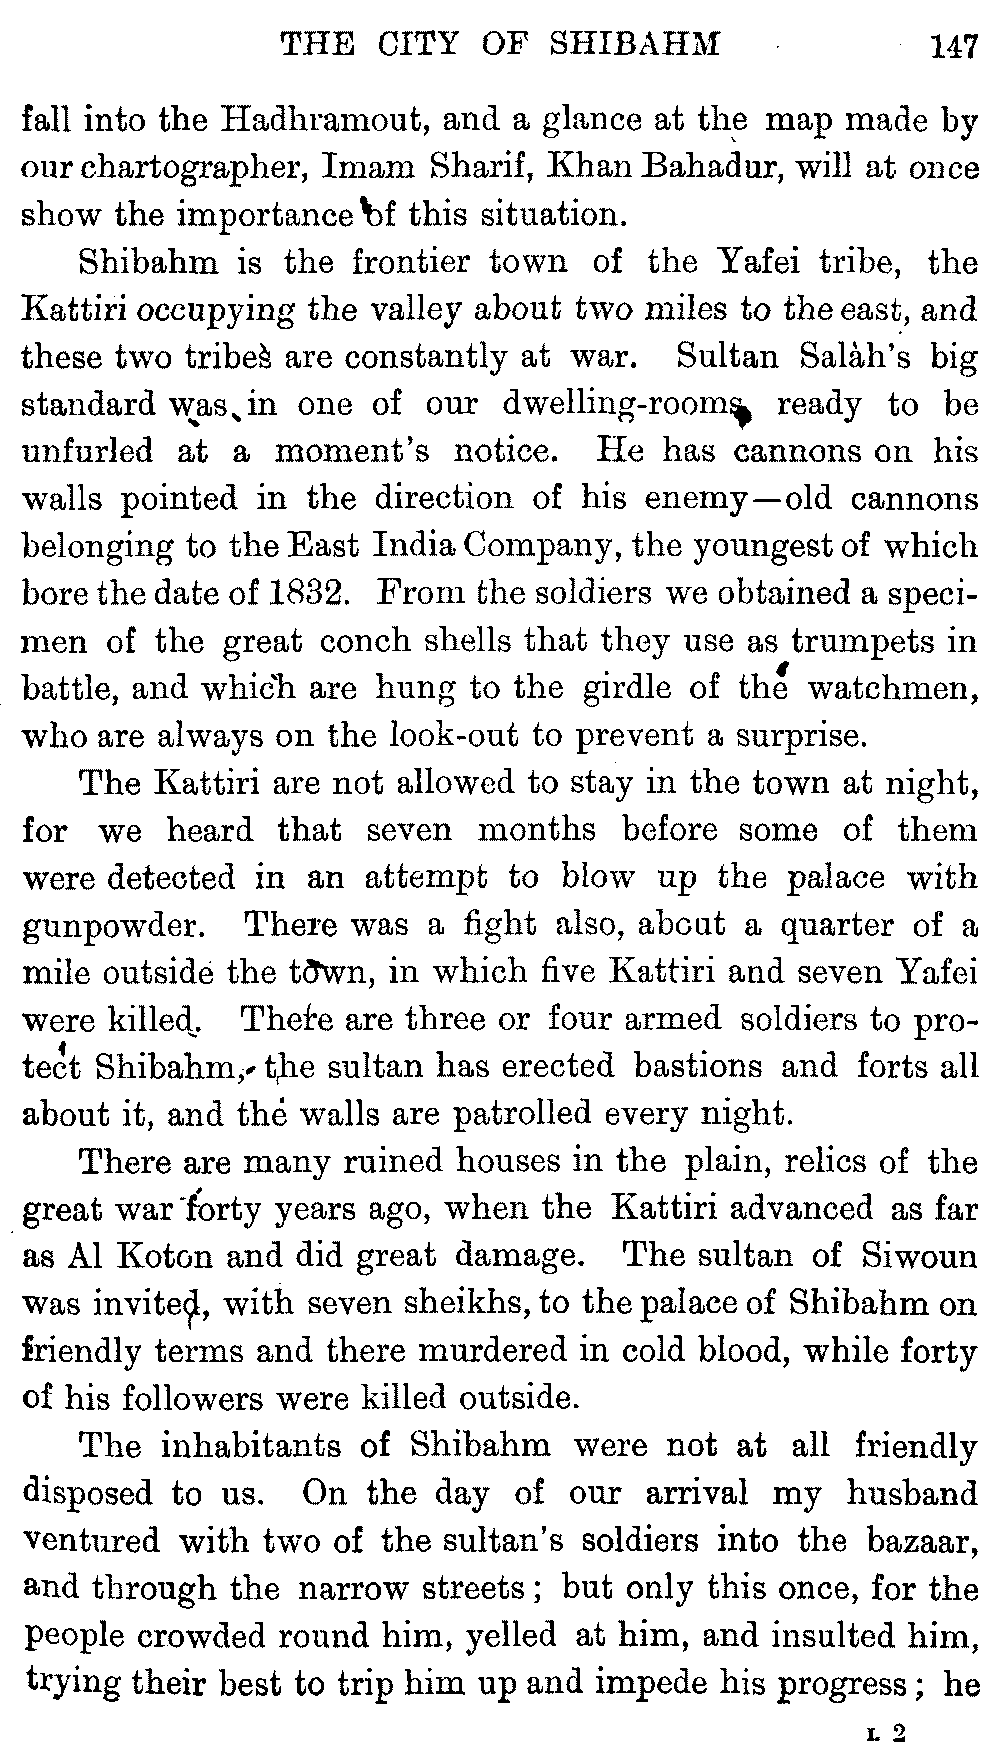 THE CITY OF SHIBAHM 147
fall into the Hadhramout, and a glance at the map made by
our chartographer, Imam Sharif, Khan Bahadur, will at once
show the importance of this situation.
Shibahm is the frontier town of the Yafei tribe, the
Kattiri occupying the valley about two miles to the east, and
these two tribes are constantly at war. Sultan Salàh's big
standard was in one of our dwelling-rooms, ready to be
unfurled at a moment's notice. He has cannons on his
walls pointed in the direction of his enemy—old cannons
belonging to the East India Company, the youngest of which
bore the date of 1832. From the soldiers we obtained a speci-
men of the great conch shells that they use as trumpets in
battle, and which are hung to the girdle of the watchmen,
who are always on the look-out to prevent a surprise.
The Kattiri are not allowed to stay in the town at night,
for we heard that seven months before some of them
were detected in an attempt to blow up the palace with
gunpowder. There was a fight also, about a quarter of a
mile outside the town, in which five Kattiri and seven Yafei
were killed. There are three or four armed soldiers to pro-
tect Shibahm, the sultan has erected bastions and forts all
about it, and the walls are patrolled every night.
There are many ruined houses in the plain, relics of the
great war forty years ago, when the Kattiri advanced as far
as Al Koton and did great damage. The sultan of Siwoun
was invited, with seven sheikhs, to the palace of Shibahm on
friendly terms and there murdered in cold blood, while forty
of his followers were killed outside.
The inhabitants of Shibahm were not at all friendly
disposed to us. On the day of our arrival my husband
ventured with two of the sultan's soldiers into the bazaar,
and through the narrow streets; but only this once, for the
people crowded round him, yelled at him, and insulted him,
trying their best to trip him up and impede his progress; he
L 2